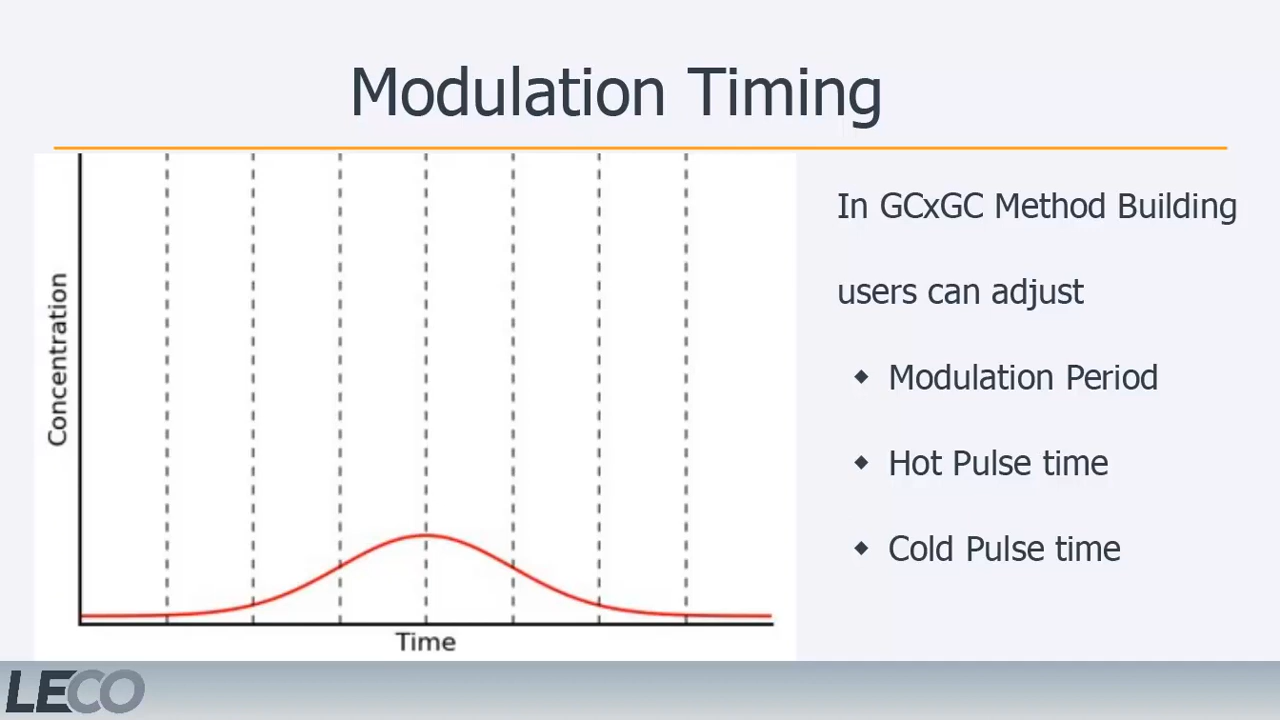 Modulation Timing
Concentration
Time
In GCxGC Method Building
users can adjust
Modulation Period
Hot Pulse time
Cold Pulse time
LECO